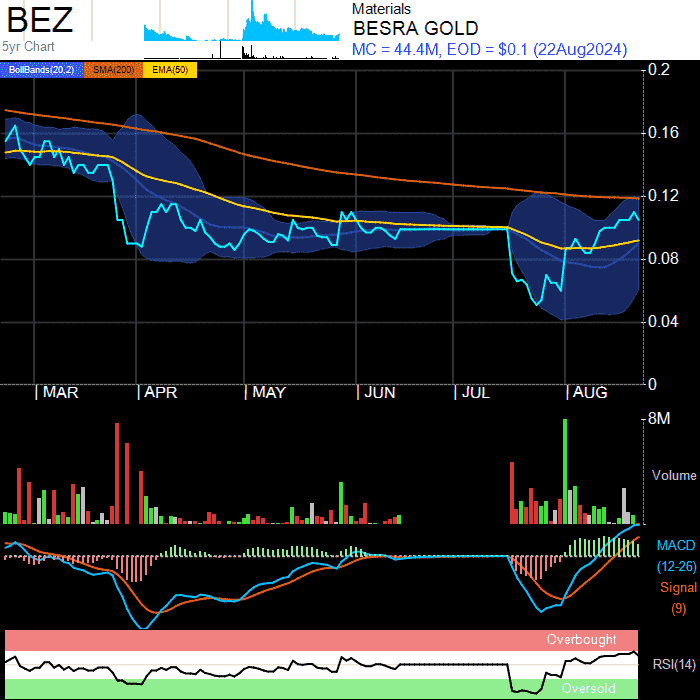 BEZ
5yr Chart
Materials
BESRA GOLD
MC = 44.4M, EOD = $0.1 (22Aug2024)
BollBands(20,2) SMA(200) EMA(50)
0.2
0.16
0.12
0.08
0.04
0
MAR APR MAY JUN JUL AUG
8M
Volume
MACD
(12-26)
Signal
(9)
Overbought
RSI(14)
Oversold